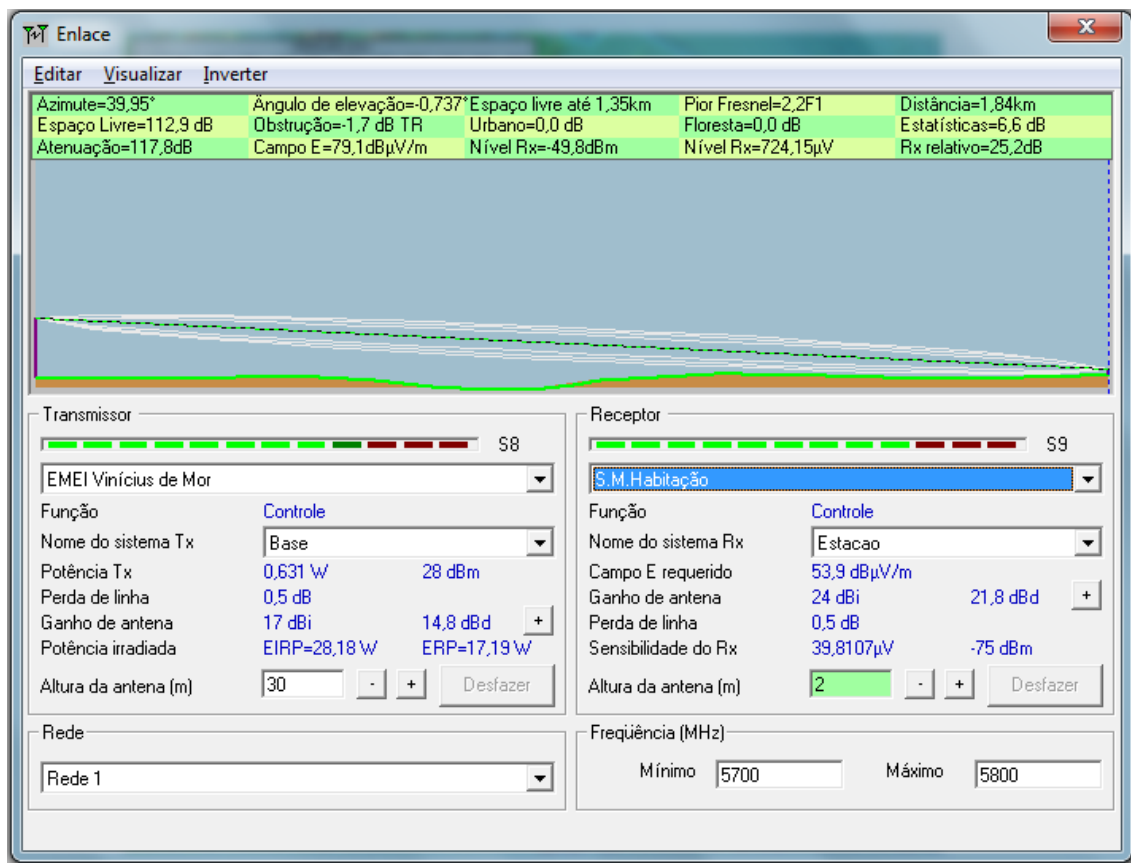 Enlace
Editar Visualizar Inverter
Azimute=39,95° Ângulo de elevação=-0,737° Espaço livre até 1,35km Pior Fresnel=2,2F1 Distância=1,84km
Espaço Livre=112,9 dB Obstrução=-1,7 dB TR Urbano=0,0 dB Floresta=0,0 dB Estatísticas=6,6 dB
Atenuação=117,8dB Campo E=79,1dBµV/m Nível Rx=-49,8dBm Nível Rx=724,15µV Rx relativo=25,2dB
Transmissor
S8
EMEI Vinícius de Mor
Função Controle
Nome do sistema Tx Base
Potência Tx 0,631 W 28 dBm
Perda de linha 0,5 dB
Ganho de antena 17 dBi 14,8 dBd +
Potência irradiada EIRP=28,18 W ERP=17,19 W
Altura da antena (m) 30 - + Desfazer
Rede
Rede 1
Receptor
S9
S.M.Habitação
Função Controle
Nome do sistema Rx Estacao
Campo E requerido 53,9 dBµV/m
Ganho de antena 24 dBi 21,8 dBd +
Perda de linha 0,5 dB
Sensibilidade do Rx 39,8107µV -75 dBm
Altura da antena (m) 2 - + Desfazer
Freqüência (MHz)
Mínimo 5700 Máximo 5800